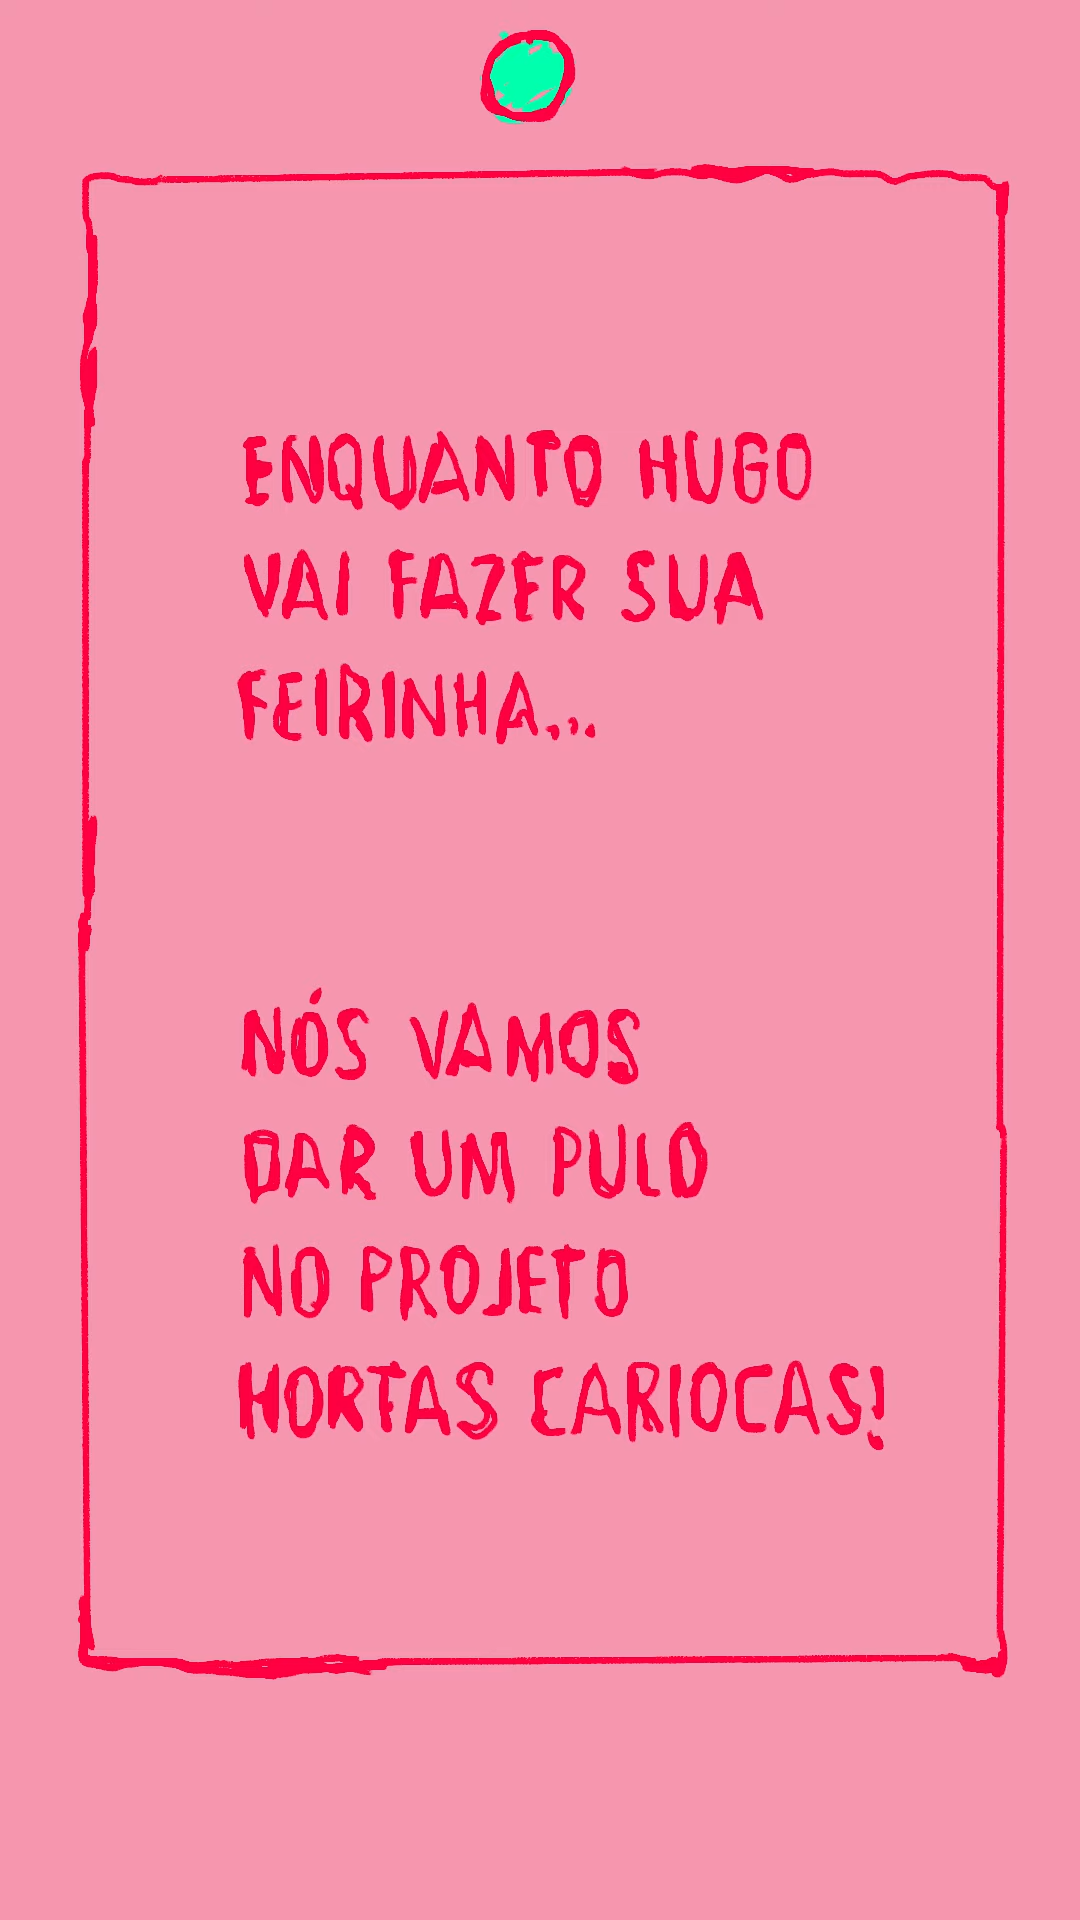 ENQUANTO HUGO
VAI FAZER SUA
FEIRINHA...
NÓS VAMOS
DAR UM PULO
NO PROJETO
HORTAS CARIOCAS!